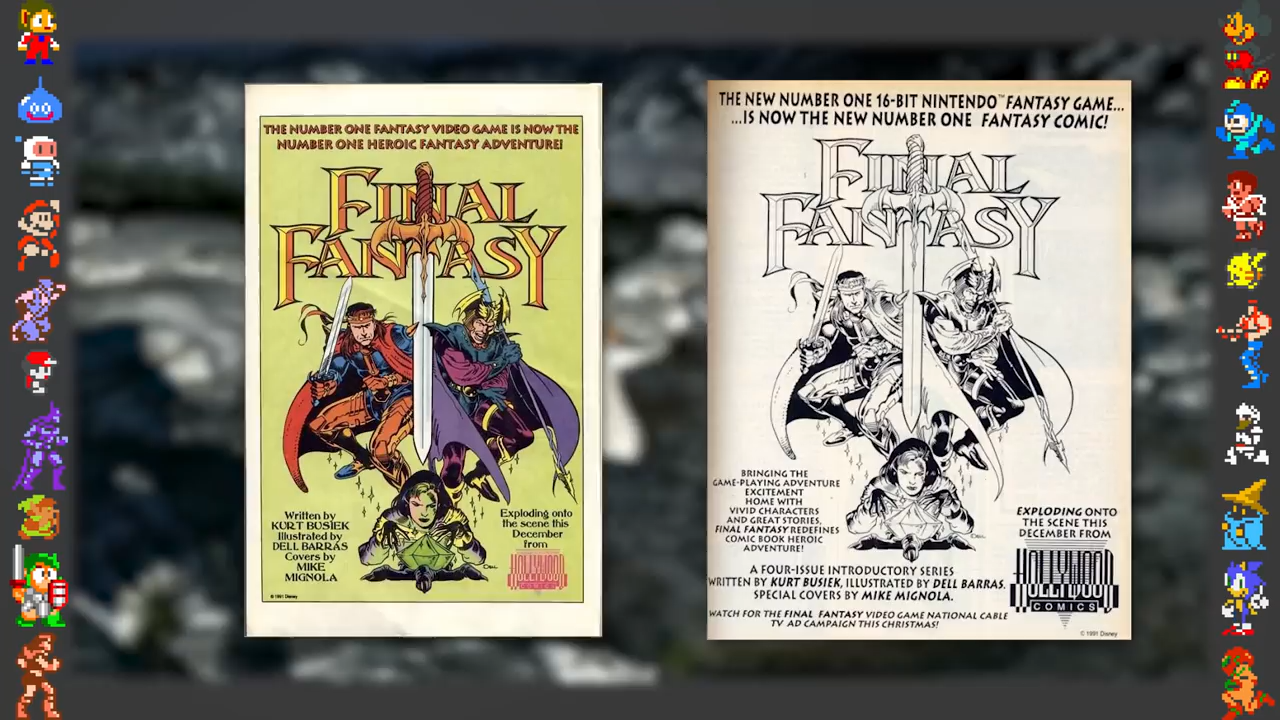 THE NUMBER ONE FANTASY VIDEO GAME IS NOW THE
NUMBER ONE HEROIC FANTASY ADVENTURE!
FINAL
FANTASY
Written by
KURT BUSIEK
Illustrated by
DELL BARRAS
Covers by
MIKE
MIGNOLA
Exploding onto
the scene this
December
from
HOLLYWOOD
COMICS
© 1991 Disney
THE NEW NUMBER ONE 16-BIT NINTENDO™ FANTASY GAME...
...IS NOW THE NEW NUMBER ONE FANTASY COMIC!
FINAL
FANTASY
BRINGING THE
GAME-PLAYING ADVENTURE
EXCITEMENT
HOME WITH
VIVID CHARACTERS
AND GREAT STORIES,
FINAL FANTASY REDEFINES
COMIC BOOK HEROIC
ADVENTURE!
EXPLODING ONTO
THE SCENE THIS
DECEMBER FROM
HOLLYWOOD
COMICS
A FOUR-ISSUE INTRODUCTORY SERIES
WRITTEN BY KURT BUSIEK, ILLUSTRATED BY DELL BARRAS.
SPECIAL COVERS BY MIKE MIGNOLA.
WATCH FOR THE FINAL FANTASY VIDEO GAME NATIONAL CABLE
TV AD CAMPAIGN THIS CHRISTMAS!
© 1991 Disney